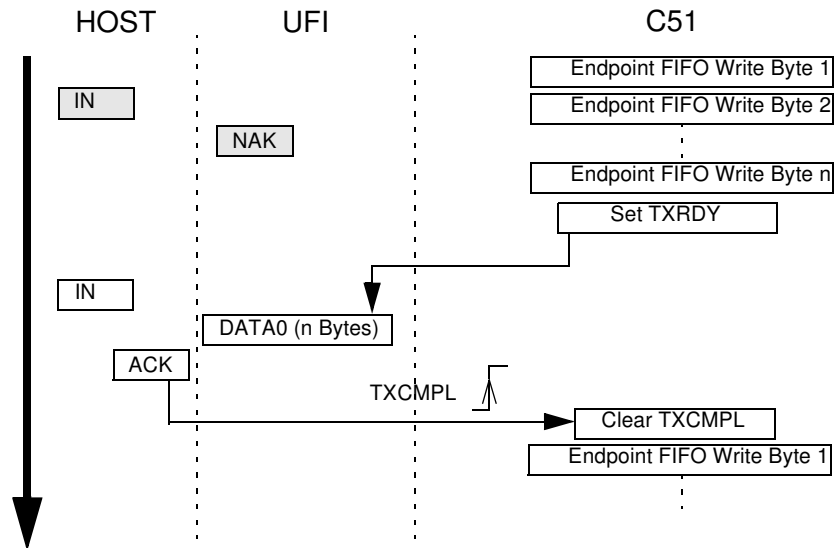 HOST UFI C51
Endpoint FIFO Write Byte 1
IN
Endpoint FIFO Write Byte 2
NAK
Endpoint FIFO Write Byte n
Set TXRDY
IN
DATA0 (n Bytes)
ACK
TXCMPL
Clear TXCMPL
Endpoint FIFO Write Byte 1